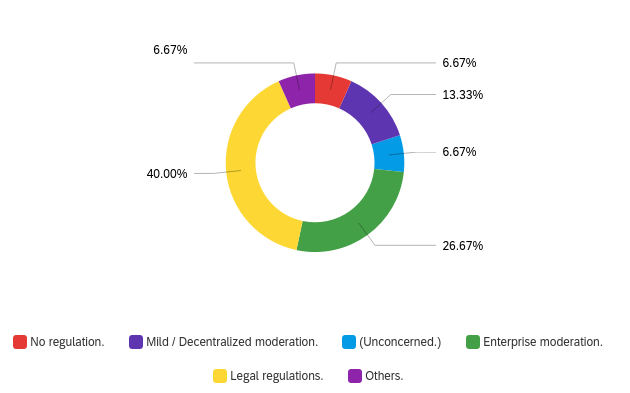 6.67%
6.67%
13.33%
6.67%
40.00%
26.67%
No regulation.
Mild / Decentralized moderation.
(Unconcerned.)
Enterprise moderation.
Legal regulations.
Others.